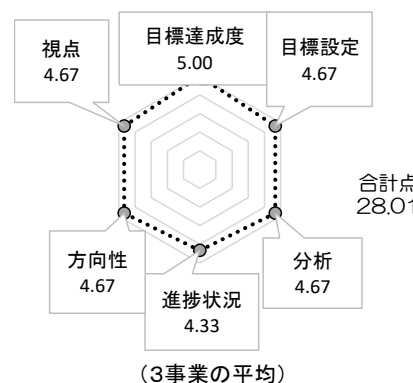 目標達成度
5.00
視点
4.67
目標設定
4.67
合計点
28.01
方向性
4.67
進捗状況
4.33
分析
4.67
(3事業の平均)